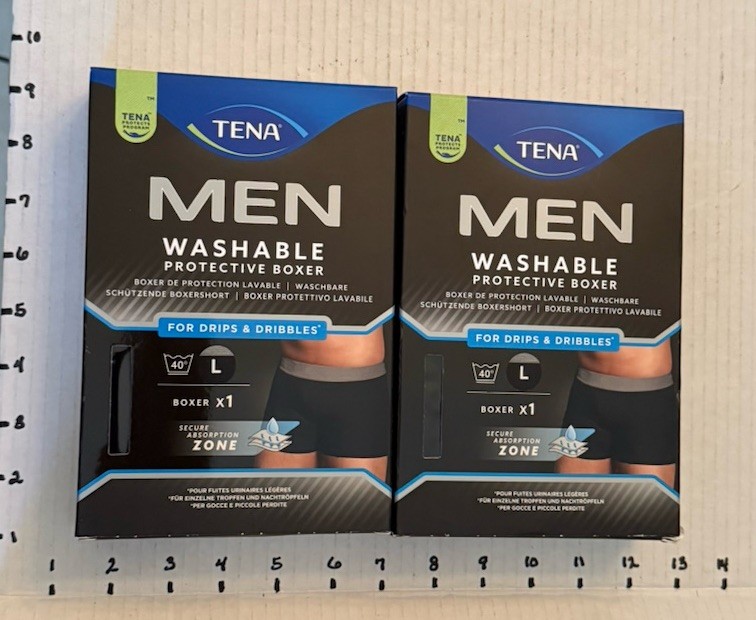 10
9
8
7
6
5
4
3
2
1
TENA
PROTECTS
PROGRAM
™
TENA®
MEN
WASHABLE
PROTECTIVE BOXER
BOXER DE PROTECTION LAVABLE | WASCHBARE
SCHÜTZENDE BOXERSHORT | BOXER PROTETTIVO LAVABILE
FOR DRIPS & DRIBBLES*
40° L
BOXER x1
SECURE
ABSORPTION
ZONE
*POUR FUITES URINAIRES LÉGÈRES
*FÜR EINZELNE TROPFEN UND NACHTRÖPFELN
*PER GOCCE E PICCOLE PERDITE
TENA
PROTECTS
PROGRAM
™
TENA®
MEN
WASHABLE
PROTECTIVE BOXER
BOXER DE PROTECTION LAVABLE | WASCHBARE
SCHÜTZENDE BOXERSHORT | BOXER PROTETTIVO LAVABILE
FOR DRIPS & DRIBBLES*
40° L
BOXER x1
SECURE
ABSORPTION
ZONE
*POUR FUITES URINAIRES LÉGÈRES
*FÜR EINZELNE TROPFEN UND NACHTRÖPFELN
*PER GOCCE E PICCOLE PERDITE
1 2 3 4 5 6 7 8 9 10 11 12 13 14